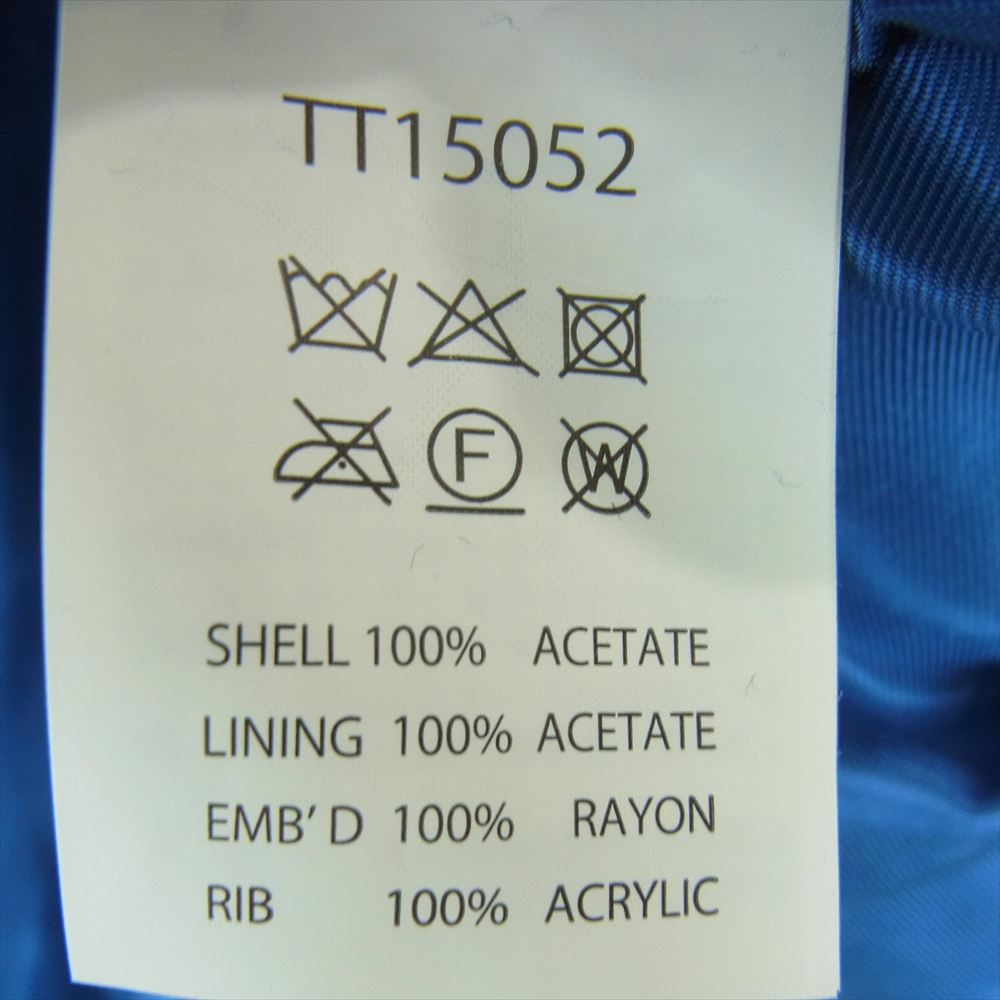 TT15052
F W
SHELL 100% ACETATE
LINING 100% ACETATE
EMB'D 100% RAYON
RIB 100% ACRYLIC